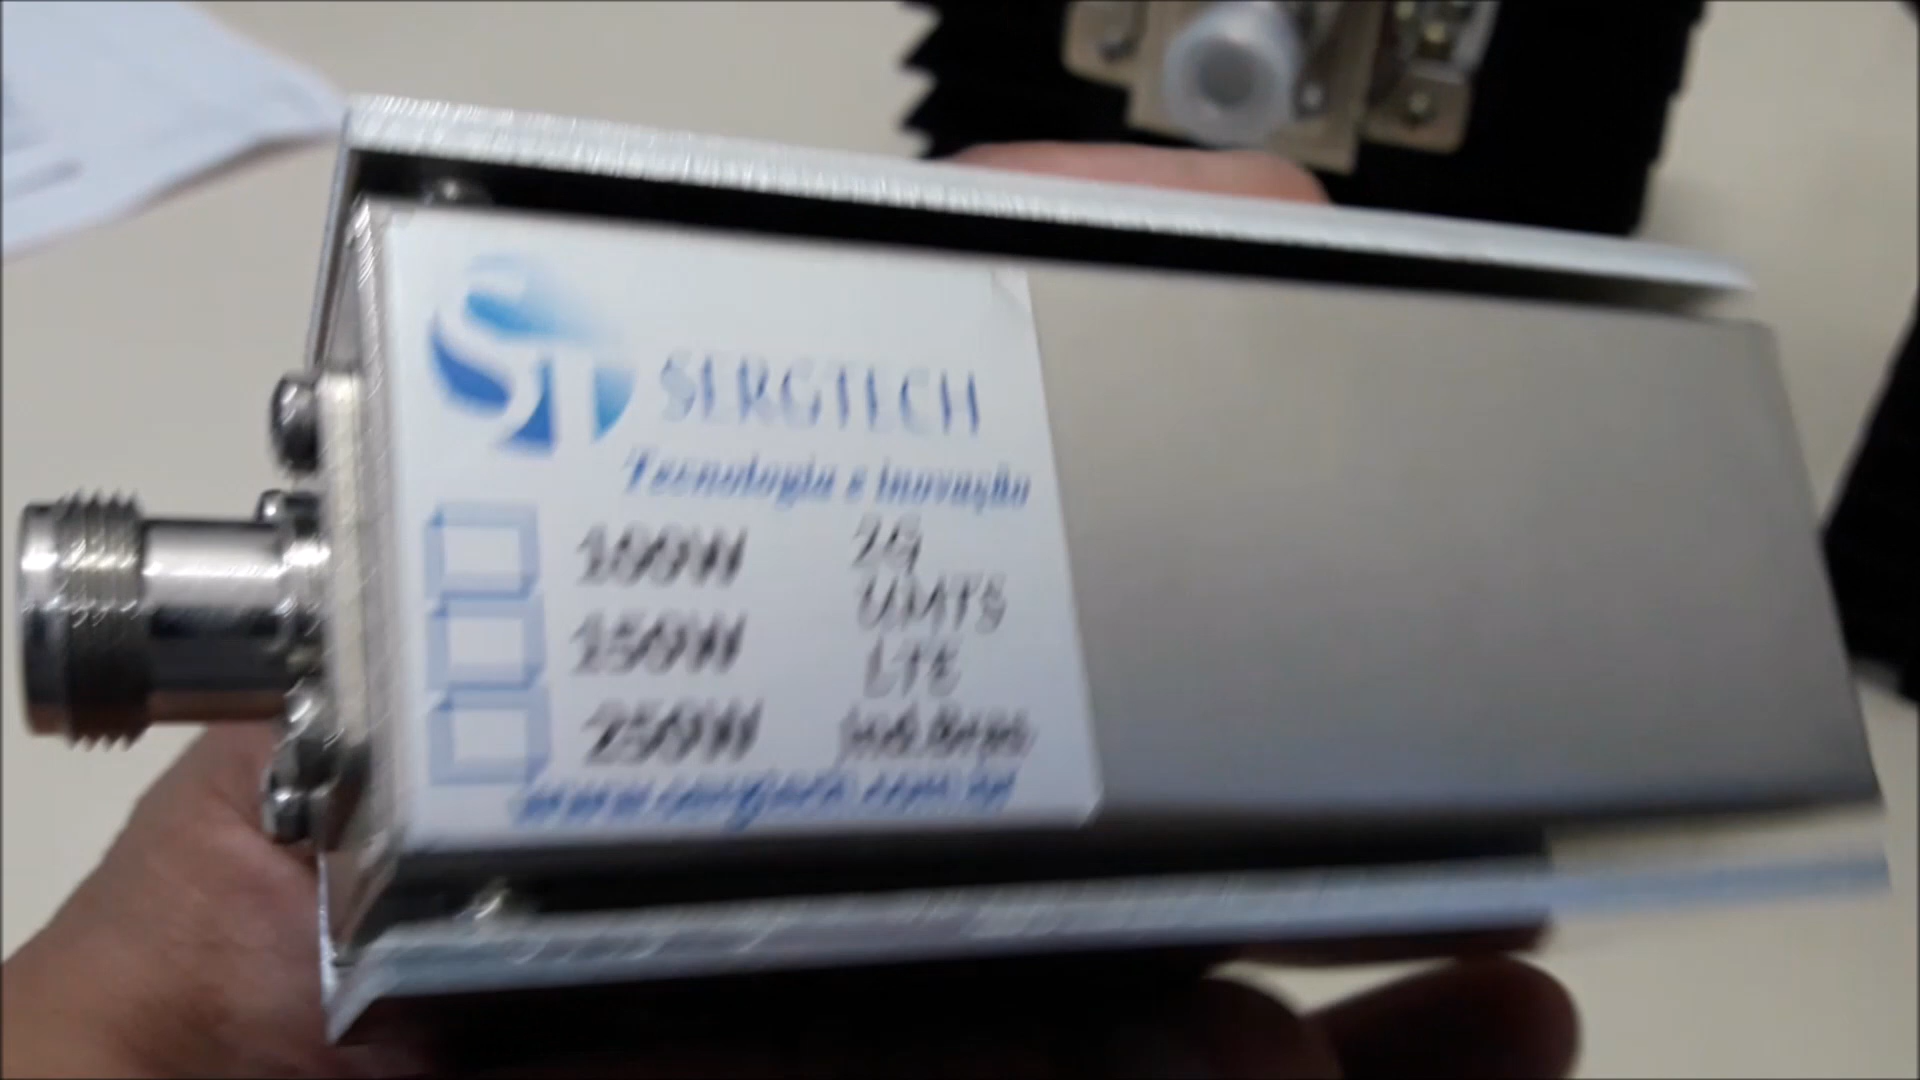 ST SERGTECH
Tecnologia e inovação
100W 2G
UMTS
150W LTE
250W